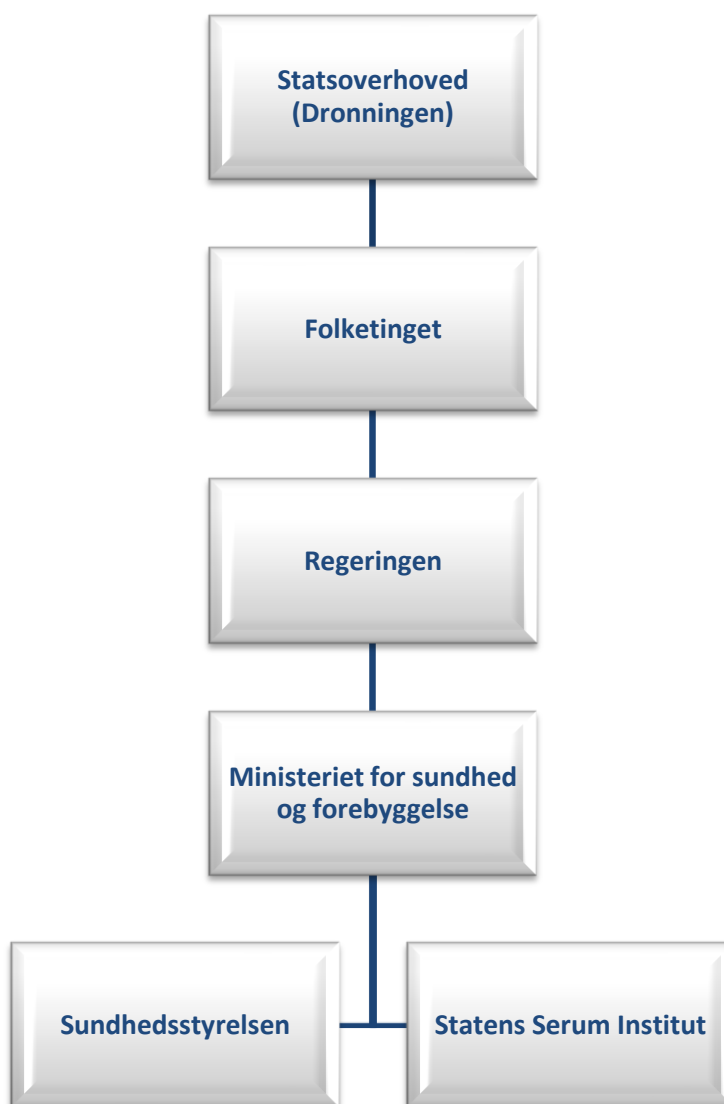 Statsoverhoved
(Dronningen)
Folketinget
Regeringen
Ministeriet for sundhed
og forebyggelse
Sundhedsstyrelsen
Statens Serum Institut